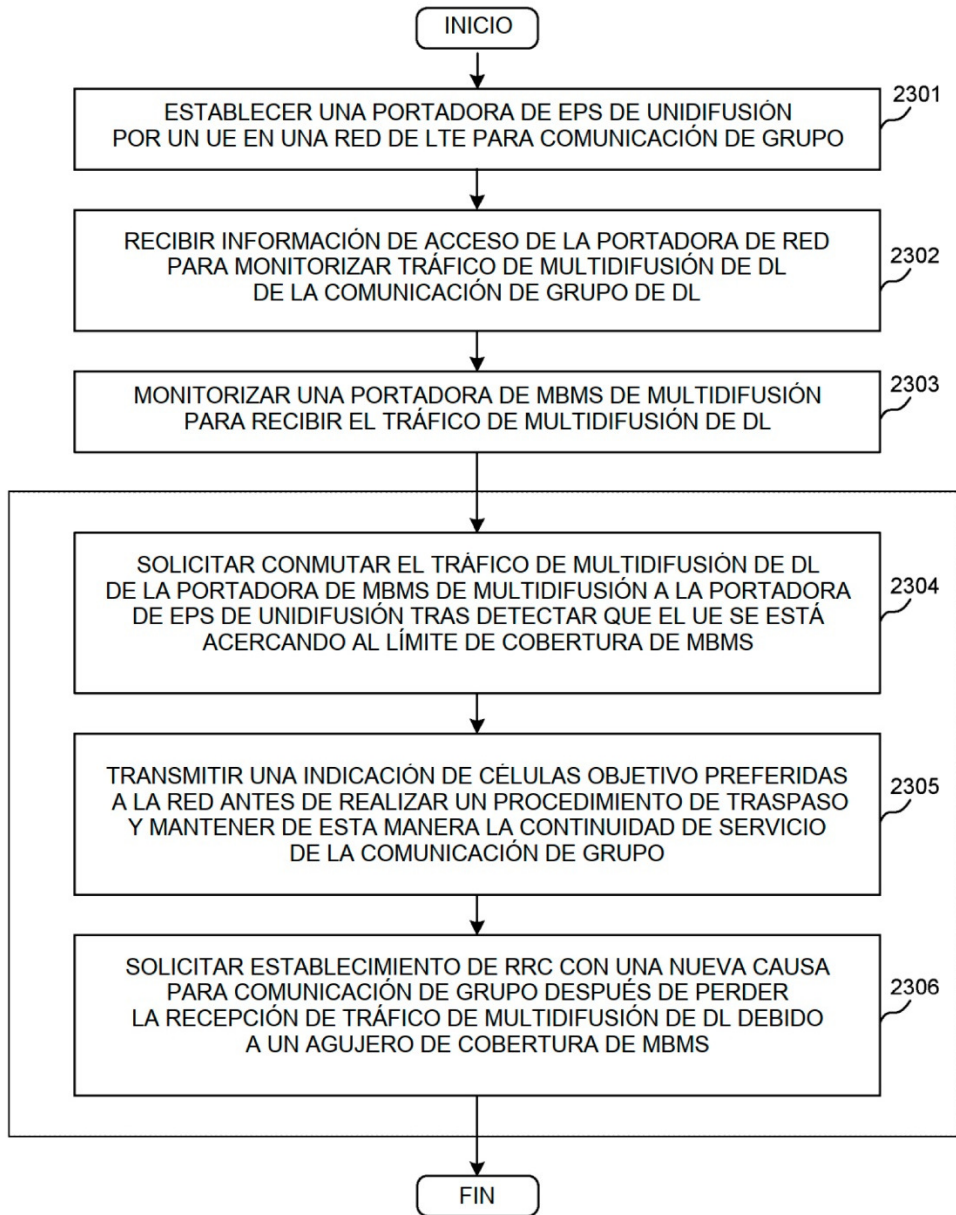 INICIO
ESTABLECER UNA PORTADORA DE EPS DE UNIDIFUSIÓN
POR UN UE EN UNA RED DE LTE PARA COMUNICACIÓN DE GRUPO
2301
RECIBIR INFORMACIÓN DE ACCESO DE LA PORTADORA DE RED
PARA MONITORIZAR TRÁFICO DE MULTIDIFUSIÓN DE DL
DE LA COMUNICACIÓN DE GRUPO DE DL
2302
MONITORIZAR UNA PORTADORA DE MBMS DE MULTIDIFUSIÓN
PARA RECIBIR EL TRÁFICO DE MULTIDIFUSIÓN DE DL
2303
SOLICITAR CONMUTAR EL TRÁFICO DE MULTIDIFUSIÓN DE DL
DE LA PORTADORA DE MBMS DE MULTIDIFUSIÓN A LA PORTADORA
DE EPS DE UNIDIFUSIÓN TRAS DETECTAR QUE EL UE SE ESTÁ
ACERCANDO AL LÍMITE DE COBERTURA DE MBMS
2304
TRANSMITIR UNA INDICACIÓN DE CÉLULAS OBJETIVO PREFERIDAS
A LA RED ANTES DE REALIZAR UN PROCEDIMIENTO DE TRASPASO
Y MANTENER DE ESTA MANERA LA CONTINUIDAD DE SERVICIO
DE LA COMUNICACIÓN DE GRUPO
2305
SOLICITAR ESTABLECIMIENTO DE RRC CON UNA NUEVA CAUSA
PARA COMUNICACIÓN DE GRUPO DESPUÉS DE PERDER
LA RECEPCIÓN DE TRÁFICO DE MULTIDIFUSIÓN DE DL DEBIDO
A UN AGUJERO DE COBERTURA DE MBMS
2306
FIN